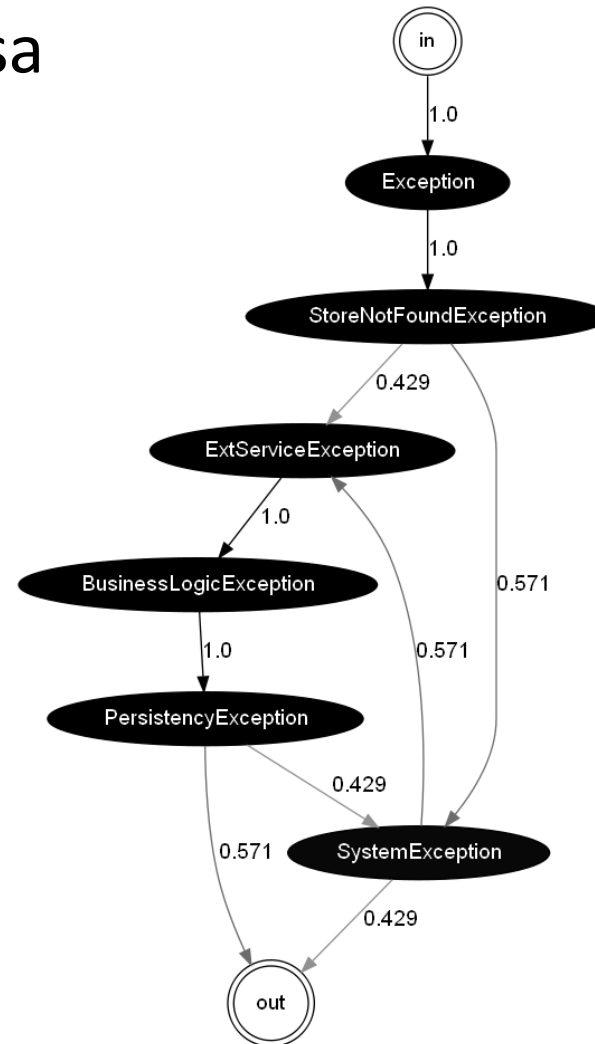 sa
in
1.0
Exception
1.0
StoreNotFoundException
0.429
ExtServiceException
1.0
BusinessLogicException
0.571
1.0
0.571
PersistencyException
0.429
0.571
SystemException
0.429
out